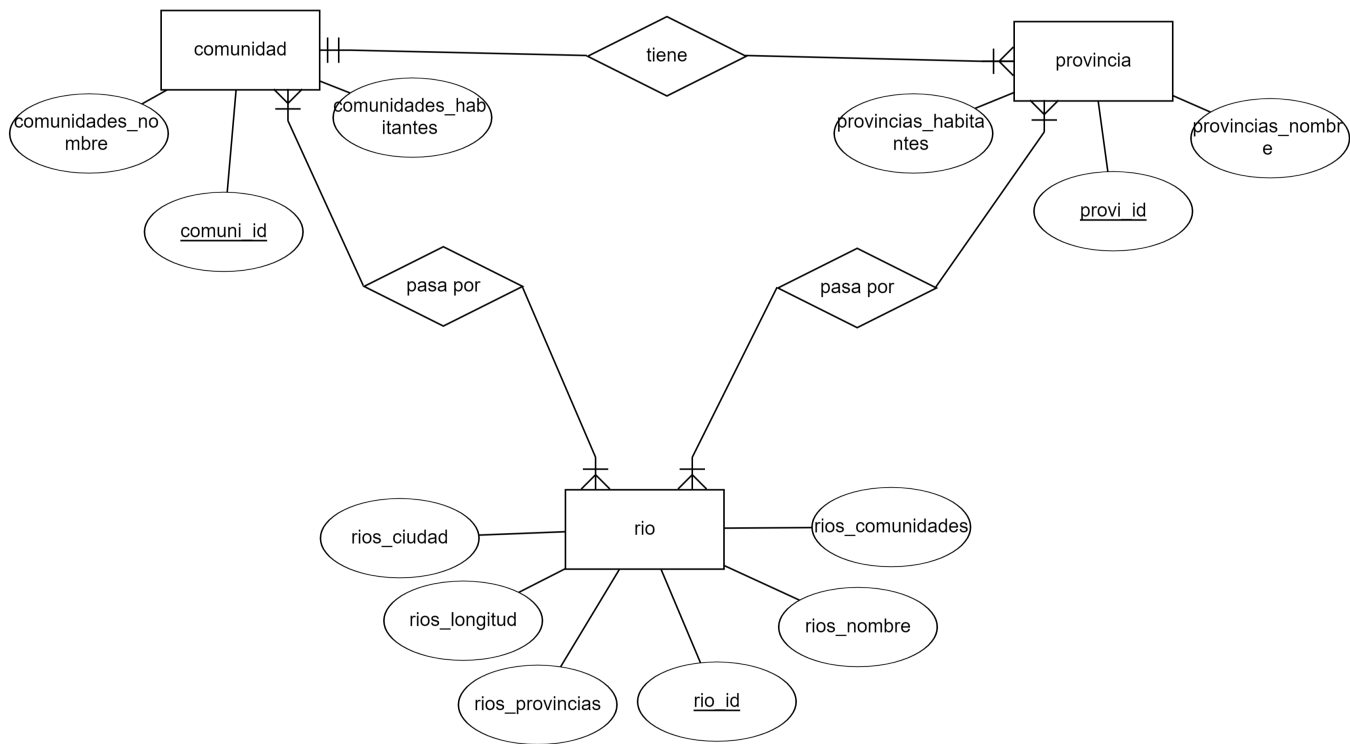 comunidad
tiene
provincia
comunidades_no
mbre
comunidades_hab
itantes
provincias_habita
ntes
provincias_nombr
e
comuni_id
provi_id
pasa por
pasa por
rio
rios_ciudad
rios_comunidades
rios_longitud
rios_nombre
rios_provincias
rio_id